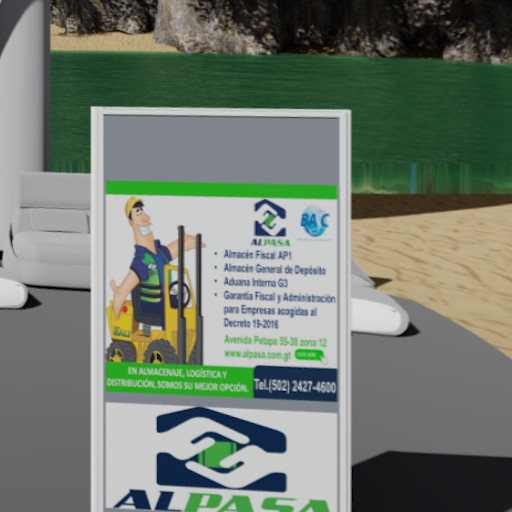 ALPASA
BASC
• Almacén Fiscal AP1
• Almacén General de Depósito
• Aduana Interna G3
• Garantía Fiscal y Administración
para Empresas acogidas al
Decreto 19-2016
Avenida Petapa 55-38 zona 12
www.alpasa.com.gt
EN ALMACENAJE, LOGÍSTICA Y
DISTRIBUCIÓN, SOMOS SU MEJOR OPCIÓN.
Tel.(502) 2427-4600
ALPASA